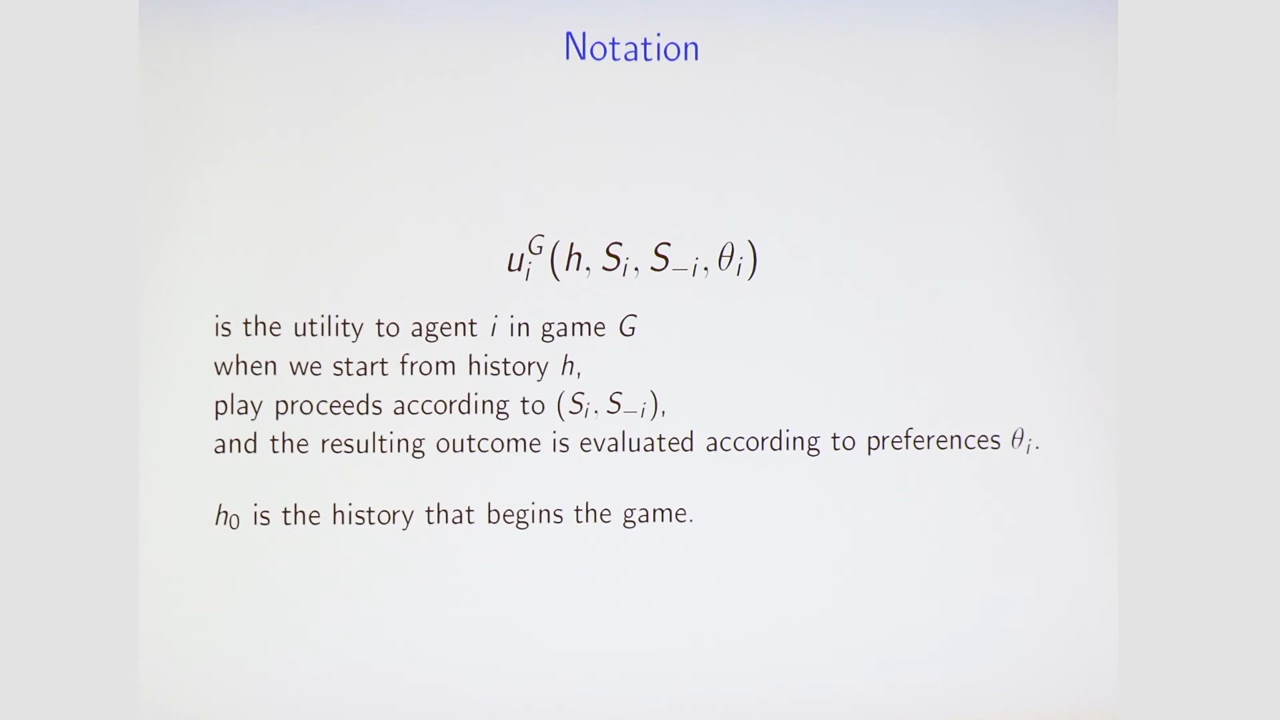 Notation
u_i^G(h, S_i, S_{-i}, θ_i)
is the utility to agent i in game G
when we start from history h,
play proceeds according to (S_i, S_{-i}),
and the resulting outcome is evaluated according to preferences θ_i.
h_0 is the history that begins the game.